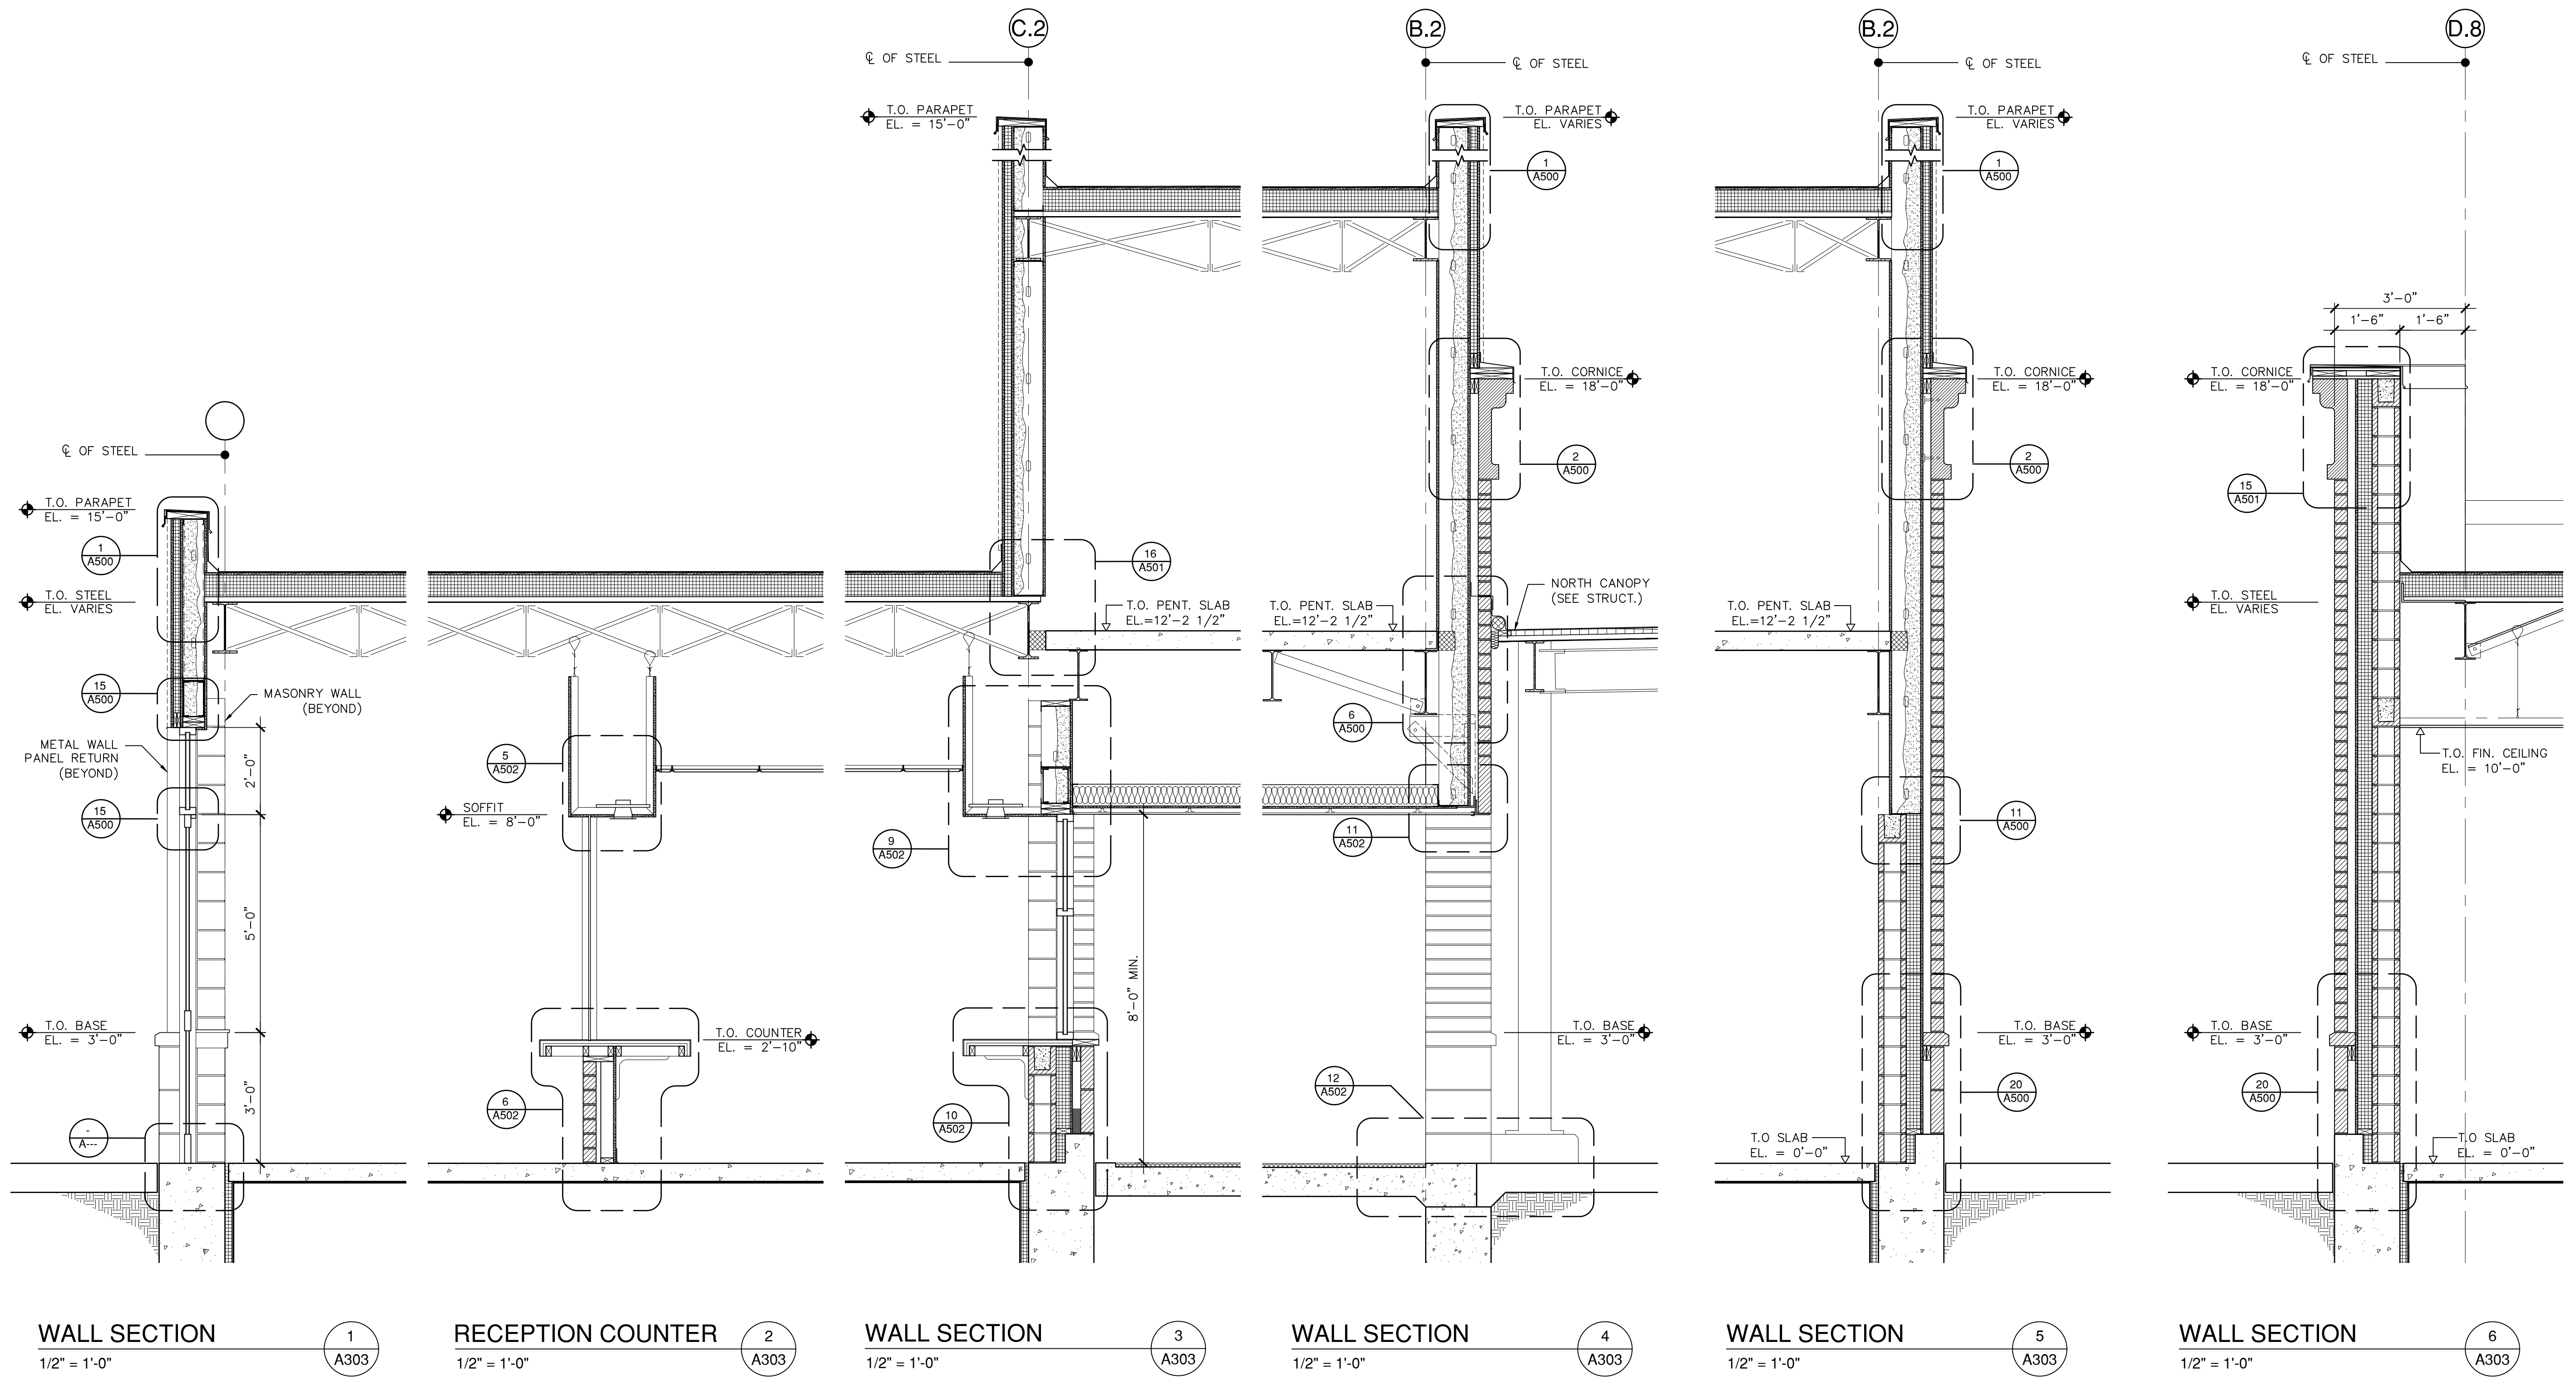 ℄ OF STEEL
T.O. PARAPET
EL. = 15'-0"
1
A500
T.O. STEEL
EL. VARIES
15
A500
MASONRY WALL
(BEYOND)
METAL WALL
PANEL RETURN
(BEYOND)
2'-0"
15
A500
5'-0"
T.O. BASE
EL. = 3'-0"
3'-0"
-
A---
WALL SECTION
1/2" = 1'-0"
1
A303
5
A502
SOFFIT
EL. = 8'-0"
T.O. COUNTER
EL. = 2'-10"
6
A502
RECEPTION COUNTER
1/2" = 1'-0"
2
A303
C.2
℄ OF STEEL
T.O. PARAPET
EL. = 15'-0"
16
A501
T.O. PENT. SLAB
EL.=12'-2 1/2"
9
A502
8'-0" MIN.
10
A502
WALL SECTION
1/2" = 1'-0"
3
A303
B.2
℄ OF STEEL
T.O. PARAPET
EL. VARIES
1
A500
T.O. CORNICE
EL. = 18'-0"
2
A500
NORTH CANOPY
(SEE STRUCT.)
T.O. PENT. SLAB
EL.=12'-2 1/2"
6
A500
11
A502
T.O. BASE
EL. = 3'-0"
12
A502
WALL SECTION
1/2" = 1'-0"
4
A303
B.2
℄ OF STEEL
T.O. PARAPET
EL. VARIES
1
A500
T.O. CORNICE
EL. = 18'-0"
2
A500
T.O. PENT. SLAB
EL.=12'-2 1/2"
11
A500
T.O. BASE
EL. = 3'-0"
20
A500
T.O SLAB
EL. = 0'-0"
WALL SECTION
1/2" = 1'-0"
5
A303
D.8
℄ OF STEEL
3'-0"
1'-6"
1'-6"
T.O. CORNICE
EL. = 18'-0"
15
A501
T.O. STEEL
EL. VARIES
T.O. FIN. CEILING
EL. = 10'-0"
T.O. BASE
EL. = 3'-0"
20
A500
T.O SLAB
EL. = 0'-0"
WALL SECTION
1/2" = 1'-0"
6
A303